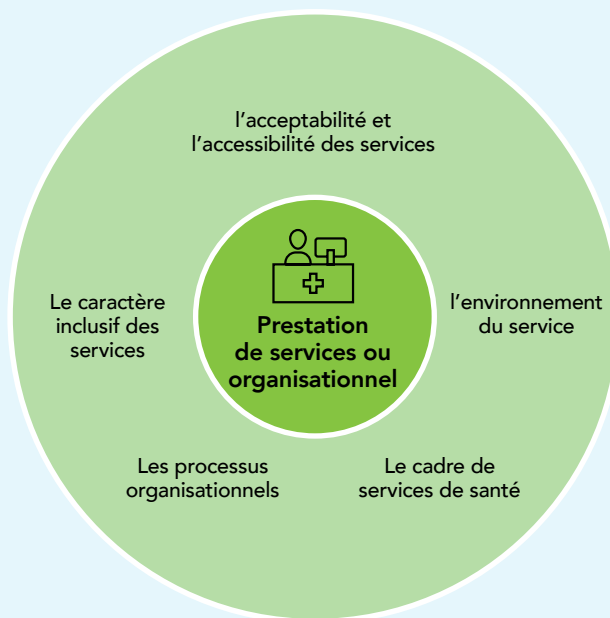 l'acceptabilité et
l'accessibilité des services
Le caractère
inclusif des
services
Prestation
de services ou
organisationnel
l'environnement
du service
Les processus
organisationnels
Le cadre de
services de santé